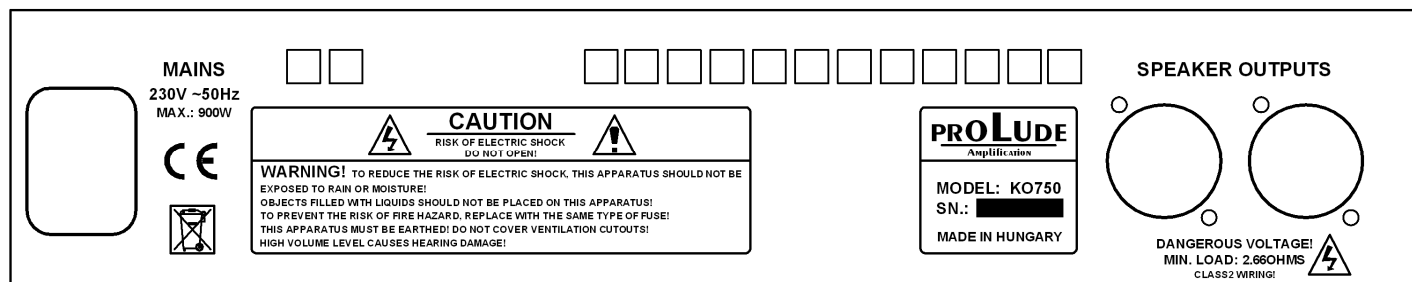 MAINS
230V ~50Hz
MAX.: 900W
CE
CAUTION
RISK OF ELECTRIC SHOCK
DO NOT OPEN!
WARNING! TO REDUCE THE RISK OF ELECTRIC SHOCK, THIS APPARATUS SHOULD NOT BE
EXPOSED TO RAIN OR MOISTURE!
OBJECTS FILLED WITH LIQUIDS SHOULD NOT BE PLACED ON THIS APPARATUS!
TO PREVENT THE RISK OF FIRE HAZARD, REPLACE WITH THE SAME TYPE OF FUSE!
THIS APPARATUS MUST BE EARTHED! DO NOT COVER VENTILATION CUTOUTS!
HIGH VOLUME LEVEL CAUSES HEARING DAMAGE!
PROLUDE
Amplification
MODEL: KO750
SN.:
MADE IN HUNGARY
SPEAKER OUTPUTS
DANGEROUS VOLTAGE!
MIN. LOAD: 2.66OHMS
CLASS2 WIRING!